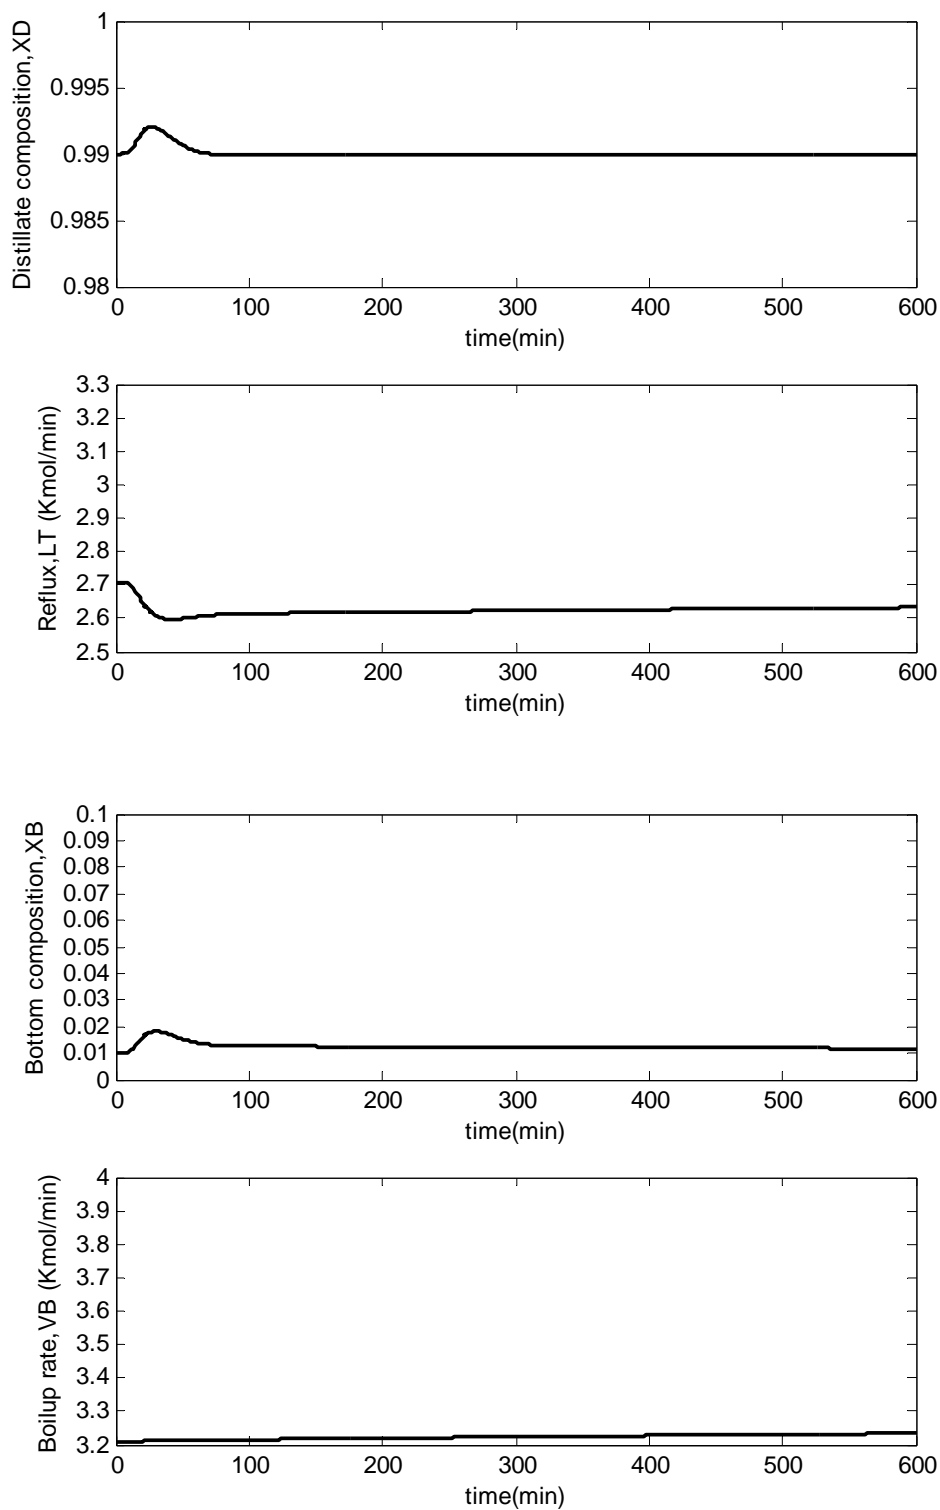 Distillate composition,XD
1
0.995
0.99
0.985
0.98
0 100 200 300 400 500 600
time(min)
Reflux,LT (Kmol/min)
3.3
3.2
3.1
3
2.9
2.8
2.7
2.6
2.5
0 100 200 300 400 500 600
time(min)
Bottom composition,XB
0.1
0.09
0.08
0.07
0.06
0.05
0.04
0.03
0.02
0.01
0
0 100 200 300 400 500 600
time(min)
Boilup rate,VB (Kmol/min)
4
3.9
3.8
3.7
3.6
3.5
3.4
3.3
3.2
0 100 200 300 400 500 600
time(min)